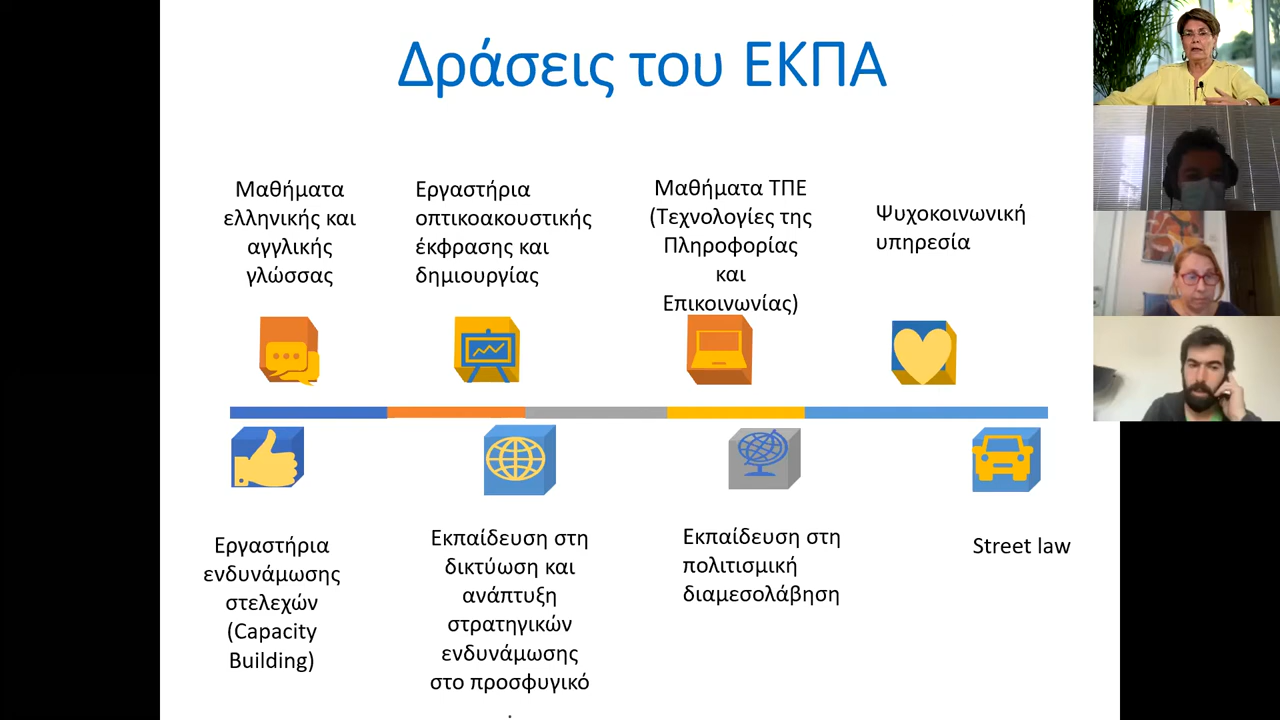 Δράσεις του ΕΚΠΑ
Μαθήματα
ελληνικής και
αγγλικής
γλώσσας
Εργαστήρια
οπτικοακουστικής
έκφρασης και
δημιουργίας
Μαθήματα ΤΠΕ
(Τεχνολογίες της
Πληροφορίας
και
Επικοινωνίας)
Ψυχοκοινωνική
υπηρεσία
Εργαστήρια
ενδυνάμωσης
στελεχών
(Capacity
Building)
Εκπαίδευση στη
δικτύωση και
ανάπτυξη
στρατηγικών
ενδυνάμωσης
στο προσφυγικό
.
Εκπαίδευση στη
πολιτισμική
διαμεσολάβηση
Street law